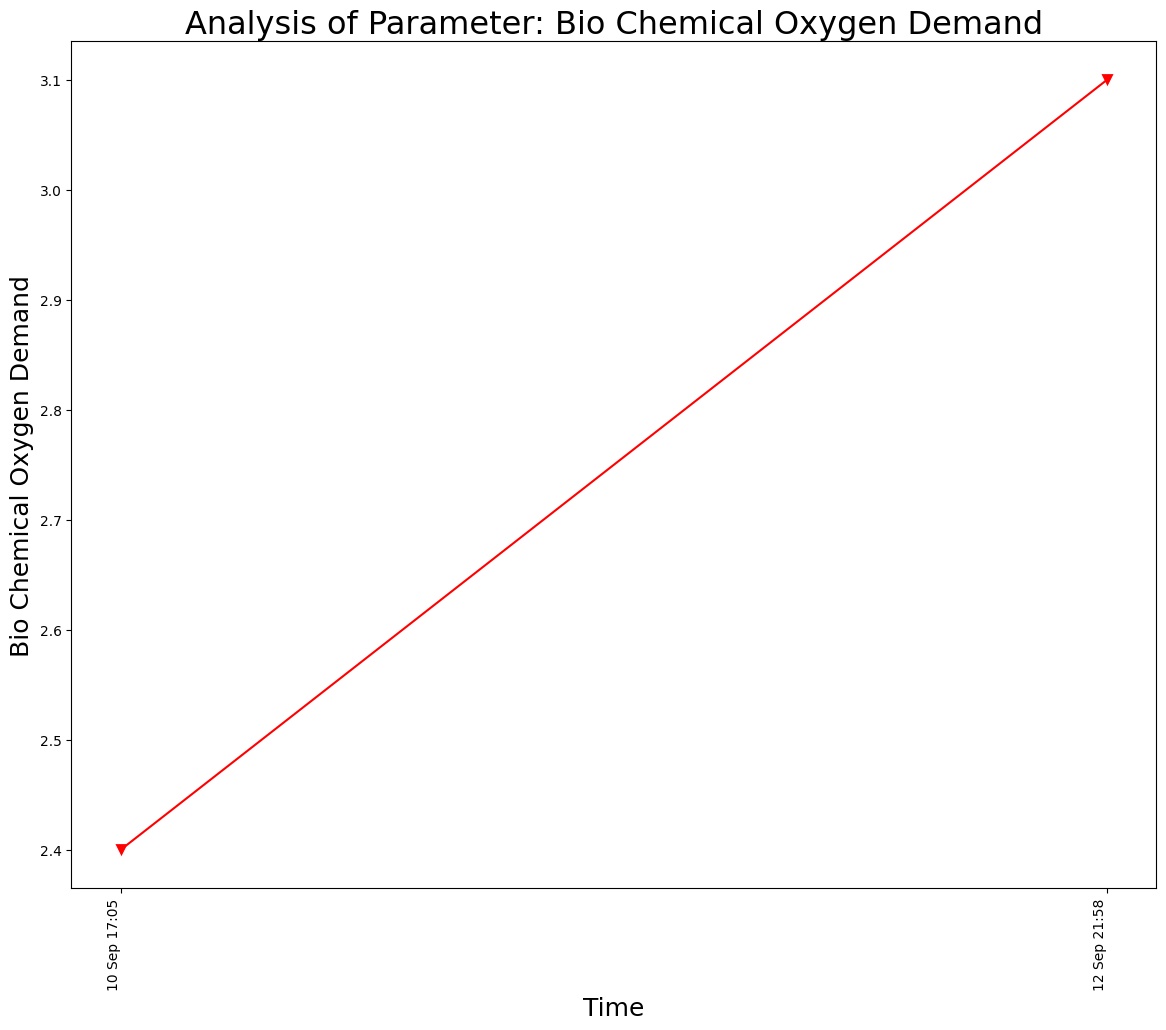 Analysis of Parameter: Bio Chemical Oxygen Demand
Bio Chemical Oxygen Demand
3.1
3.0
2.9
2.8
2.7
2.6
2.5
2.4
10 Sep 17:05
12 Sep 21:58
Time